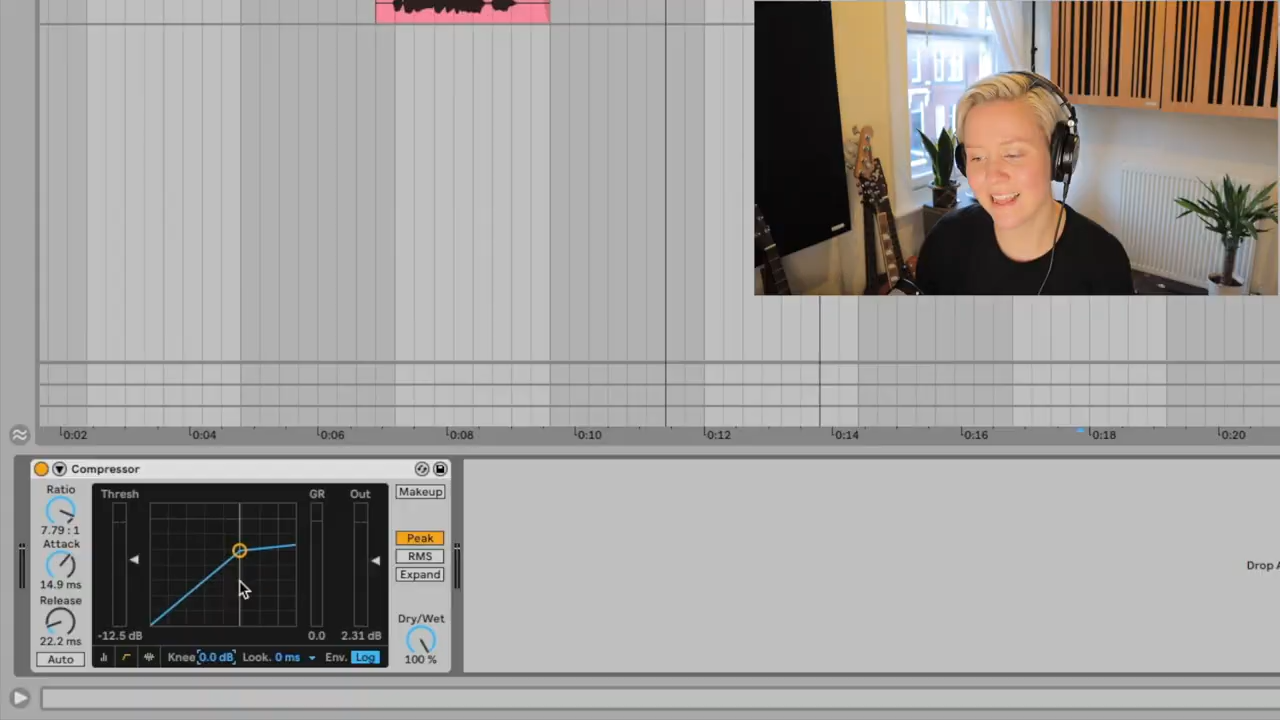 0:02 0:04 0:06 0:08 0:10 0:12 0:14 0:16 0:18 0:20
Compressor
Ratio
7.79 : 1
Attack
14.9 ms
Release
22.2 ms
Auto
Thresh GR Out
-12.5 dB 0.0 2.31 dB
Knee 0.0 dB Look. 0 ms Env. Log
Makeup
Peak
RMS
Expand
Dry/Wet
100 %
Drop A